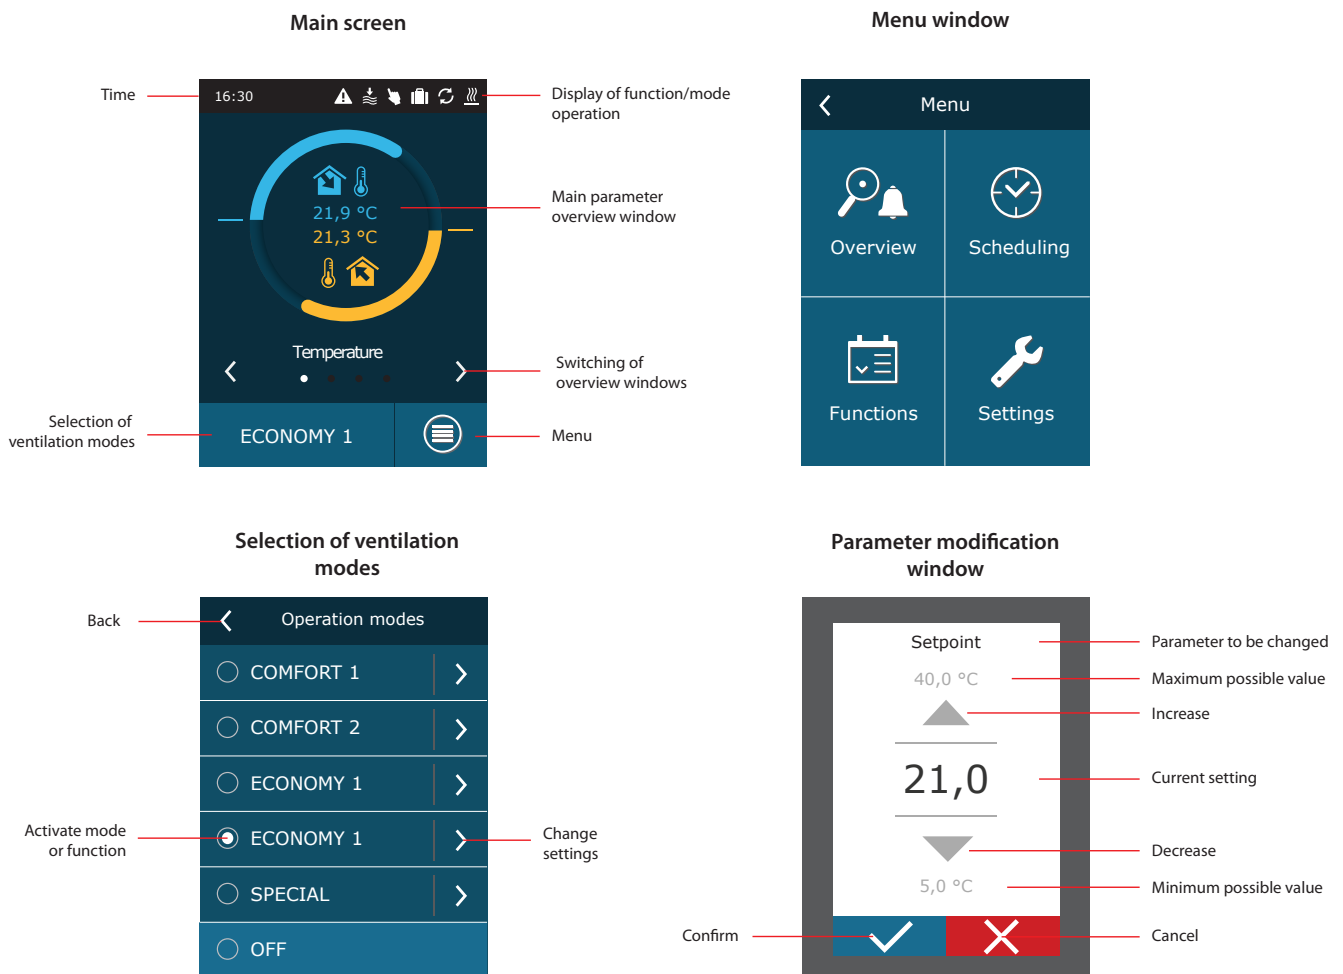 Main screen
Menu window
Time
16:30
Display of function/mode
operation
Main parameter
overview window
21,9 °C
21,3 °C
Temperature
Switching of
overview windows
Selection of
ventilation modes
ECONOMY 1
Menu
Menu
Overview
Scheduling
Functions
Settings
Selection of ventilation
modes
Back
Operation modes
COMFORT 1
COMFORT 2
ECONOMY 1
Activate mode
or function
ECONOMY 1
Change
settings
SPECIAL
OFF
Parameter modification
window
Setpoint
Parameter to be changed
40,0 °C
Maximum possible value
Increase
21,0
Current setting
Decrease
5,0 °C
Minimum possible value
Confirm
Cancel